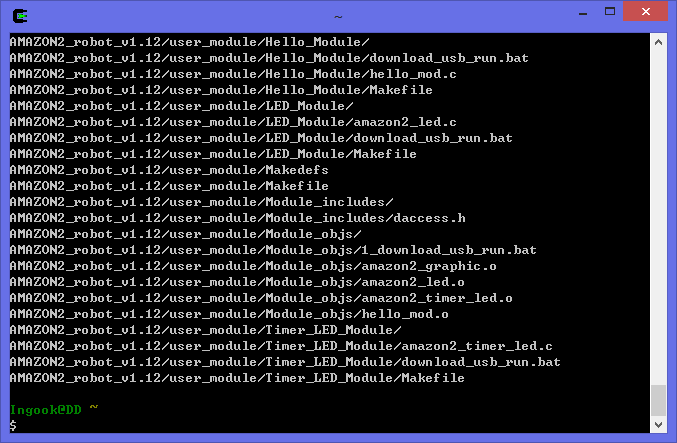 ~
AMAZON2_robot_v1.12/user_module/Hello_Module/
AMAZON2_robot_v1.12/user_module/Hello_Module/download_usb_run.bat
AMAZON2_robot_v1.12/user_module/Hello_Module/hello_mod.c
AMAZON2_robot_v1.12/user_module/Hello_Module/Makefile
AMAZON2_robot_v1.12/user_module/LED_Module/
AMAZON2_robot_v1.12/user_module/LED_Module/amazon2_led.c
AMAZON2_robot_v1.12/user_module/LED_Module/download_usb_run.bat
AMAZON2_robot_v1.12/user_module/LED_Module/Makefile
AMAZON2_robot_v1.12/user_module/Makedefs
AMAZON2_robot_v1.12/user_module/Makefile
AMAZON2_robot_v1.12/user_module/Module_includes/
AMAZON2_robot_v1.12/user_module/Module_includes/daccess.h
AMAZON2_robot_v1.12/user_module/Module_objs/
AMAZON2_robot_v1.12/user_module/Module_objs/1_download_usb_run.bat
AMAZON2_robot_v1.12/user_module/Module_objs/amazon2_graphic.o
AMAZON2_robot_v1.12/user_module/Module_objs/amazon2_led.o
AMAZON2_robot_v1.12/user_module/Module_objs/amazon2_timer_led.o
AMAZON2_robot_v1.12/user_module/Module_objs/hello_mod.o
AMAZON2_robot_v1.12/user_module/Timer_LED_Module/
AMAZON2_robot_v1.12/user_module/Timer_LED_Module/amazon2_timer_led.c
AMAZON2_robot_v1.12/user_module/Timer_LED_Module/download_usb_run.bat
AMAZON2_robot_v1.12/user_module/Timer_LED_Module/Makefile
Ingook@DD ~
$